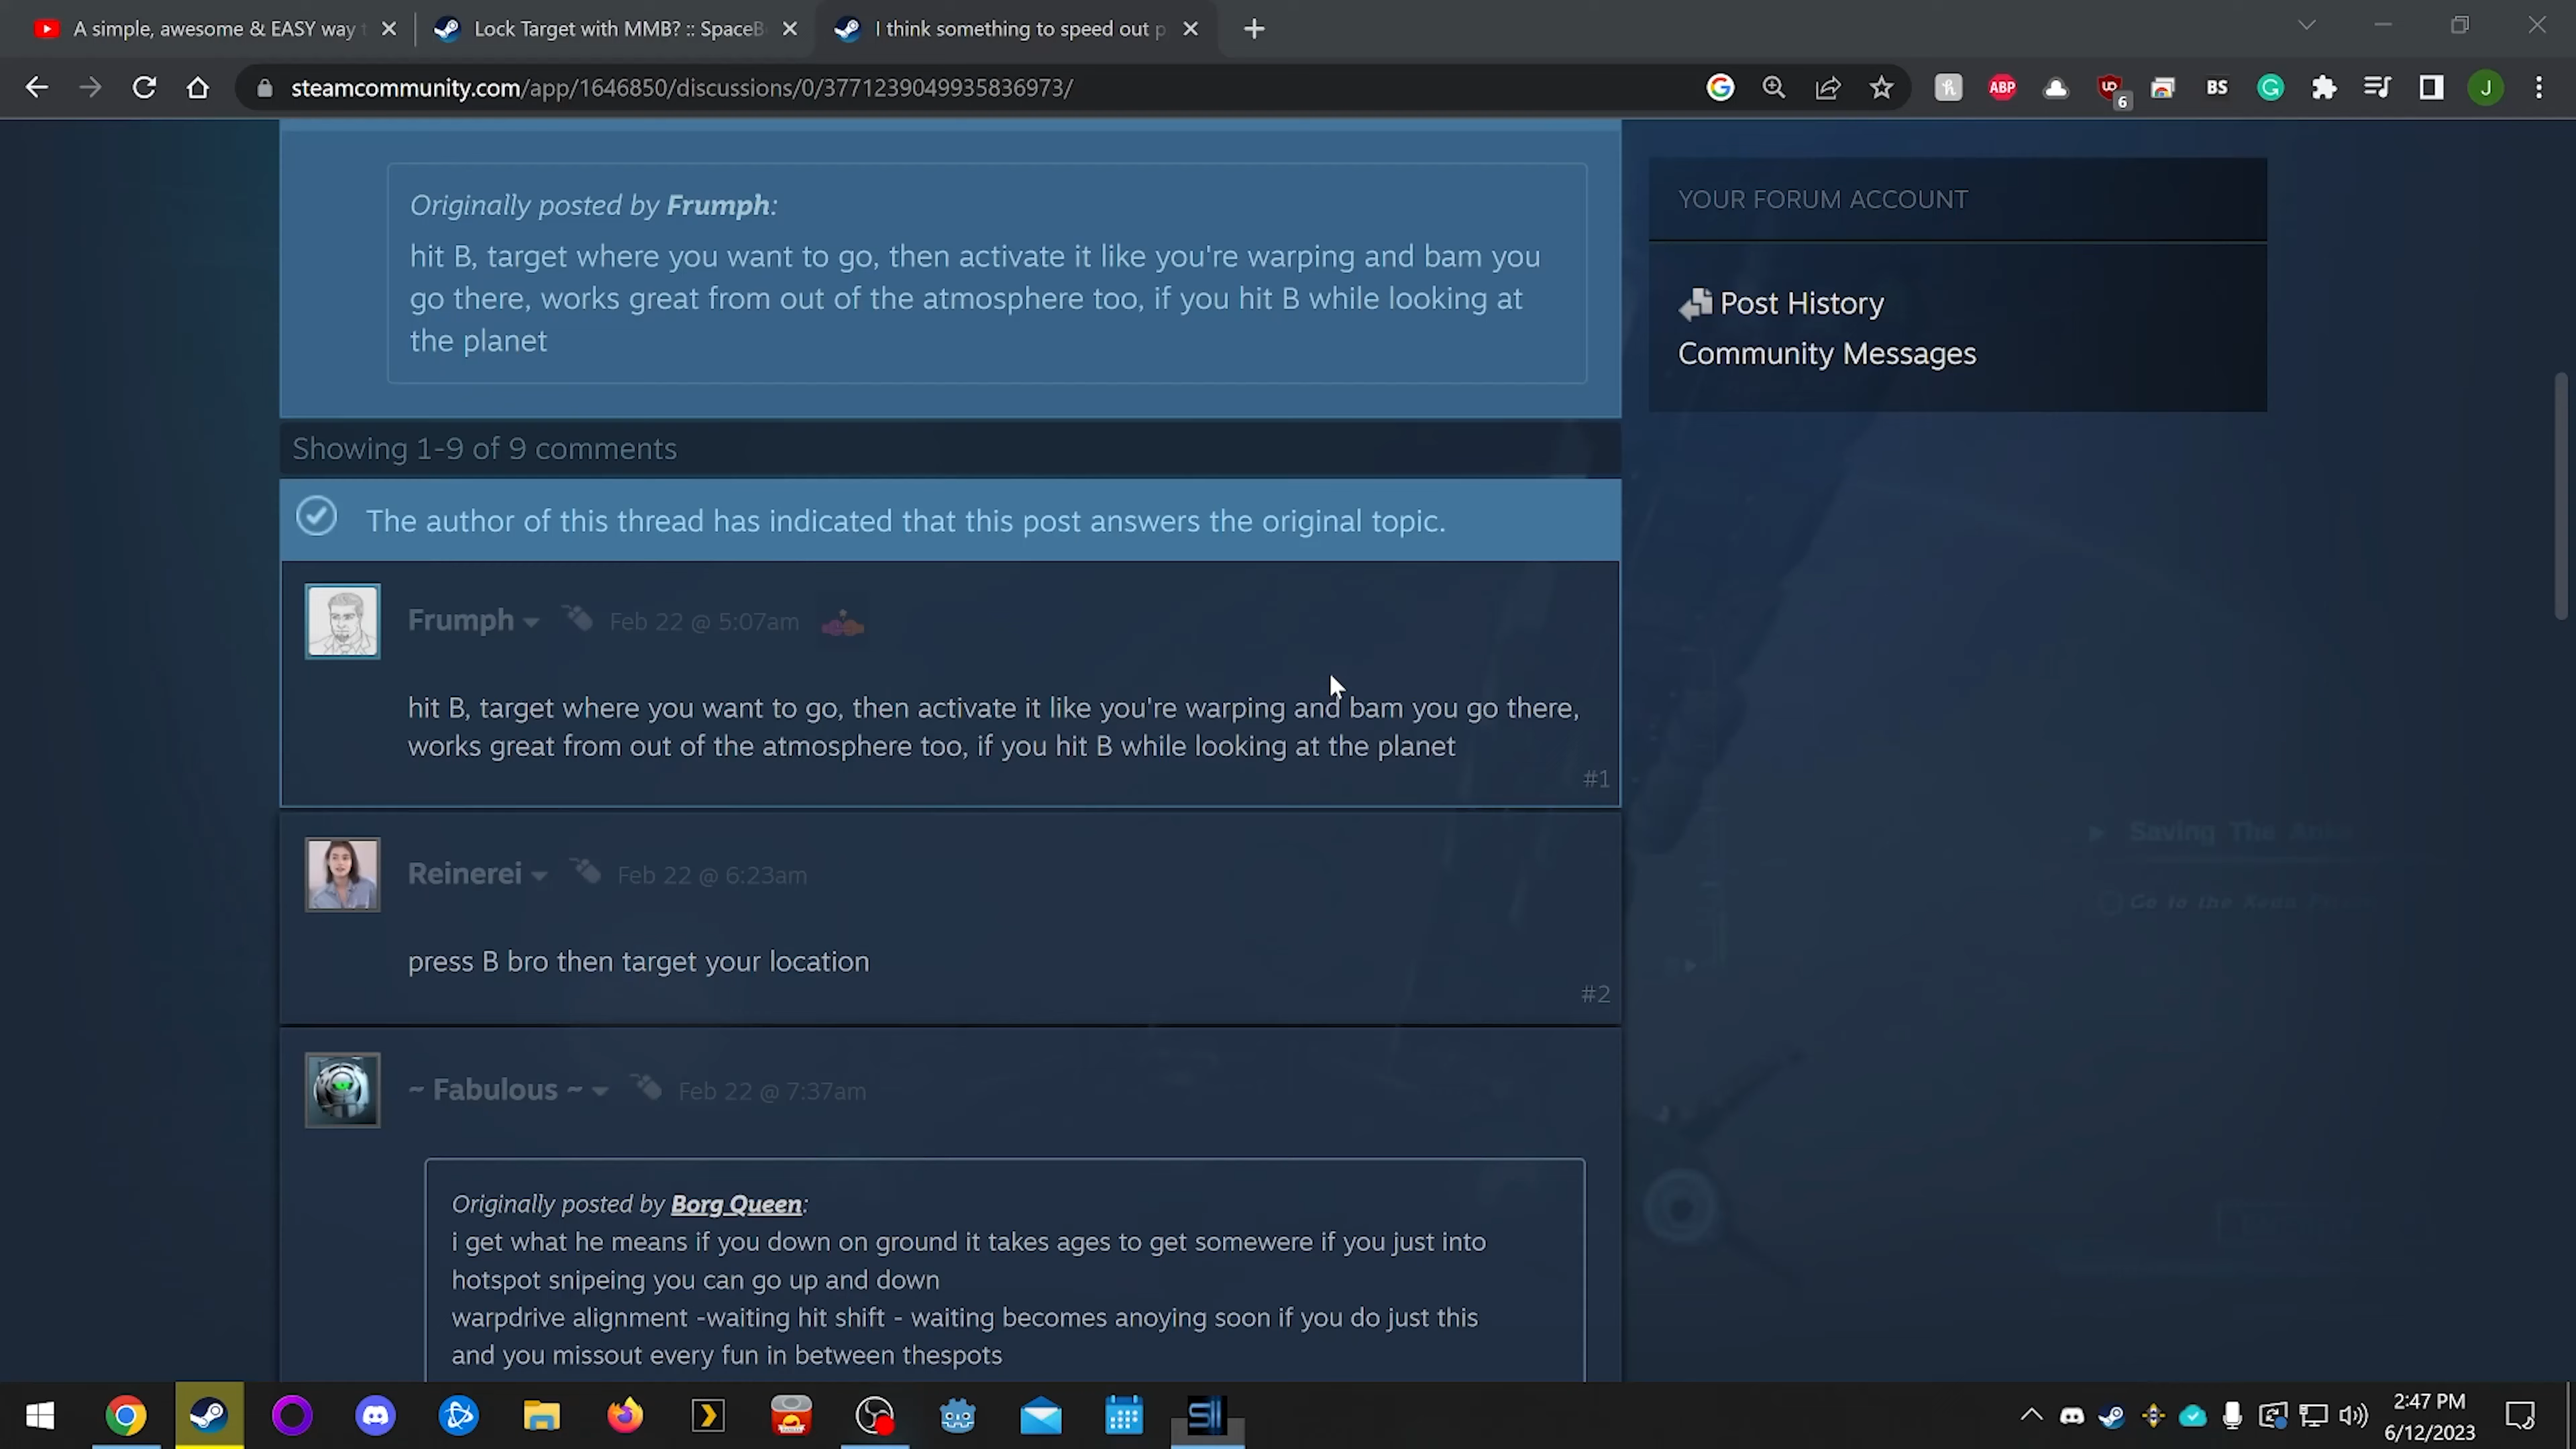 A simple, awesome & EASY way t
Lock Target with MMB? :: SpaceB
I think something to speed out p
steamcommunity.com/app/1646850/discussions/0/3771239049935836973/
ABP
6
BS
J
Originally posted by Frumph:
hit B, target where you want to go, then activate it like you're warping and bam you
go there, works great from out of the atmosphere too, if you hit B while looking at
the planet
YOUR FORUM ACCOUNT
Post History
Community Messages
Showing 1-9 of 9 comments
The author of this thread has indicated that this post answers the original topic.
Frumph
Feb 22 @ 5:07am
hit B, target where you want to go, then activate it like you're warping and bam you go there,
works great from out of the atmosphere too, if you hit B while looking at the planet
#1
Reinerei
Feb 22 @ 6:23am
press B bro then target your location
#2
Saving The
Go to the
~ Fabulous ~
Feb 22 @ 7:37am
Originally posted by Borg Queen:
i get what he means if you down on ground it takes ages to get somewere if you just into
hotspot snipeing you can go up and down
warpdrive alignment -waiting hit shift - waiting becomes anoying soon if you do just this
and you missout every fun in between thespots
2:47 PM
6/12/2023